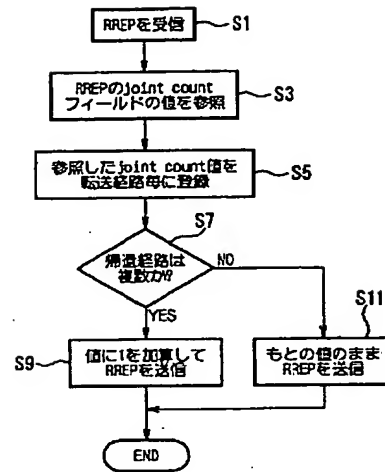 RREPを受信
S1
RREPのjoint count
フィールドの値を参照
S3
参照したjoint count値を
転送経路毎に登録
S5
S7
帰還経路は
複数か?
NO
YES
S11
S9
値に1を加算して
RREPを送信
もとの値のまま
RREPを送信
END